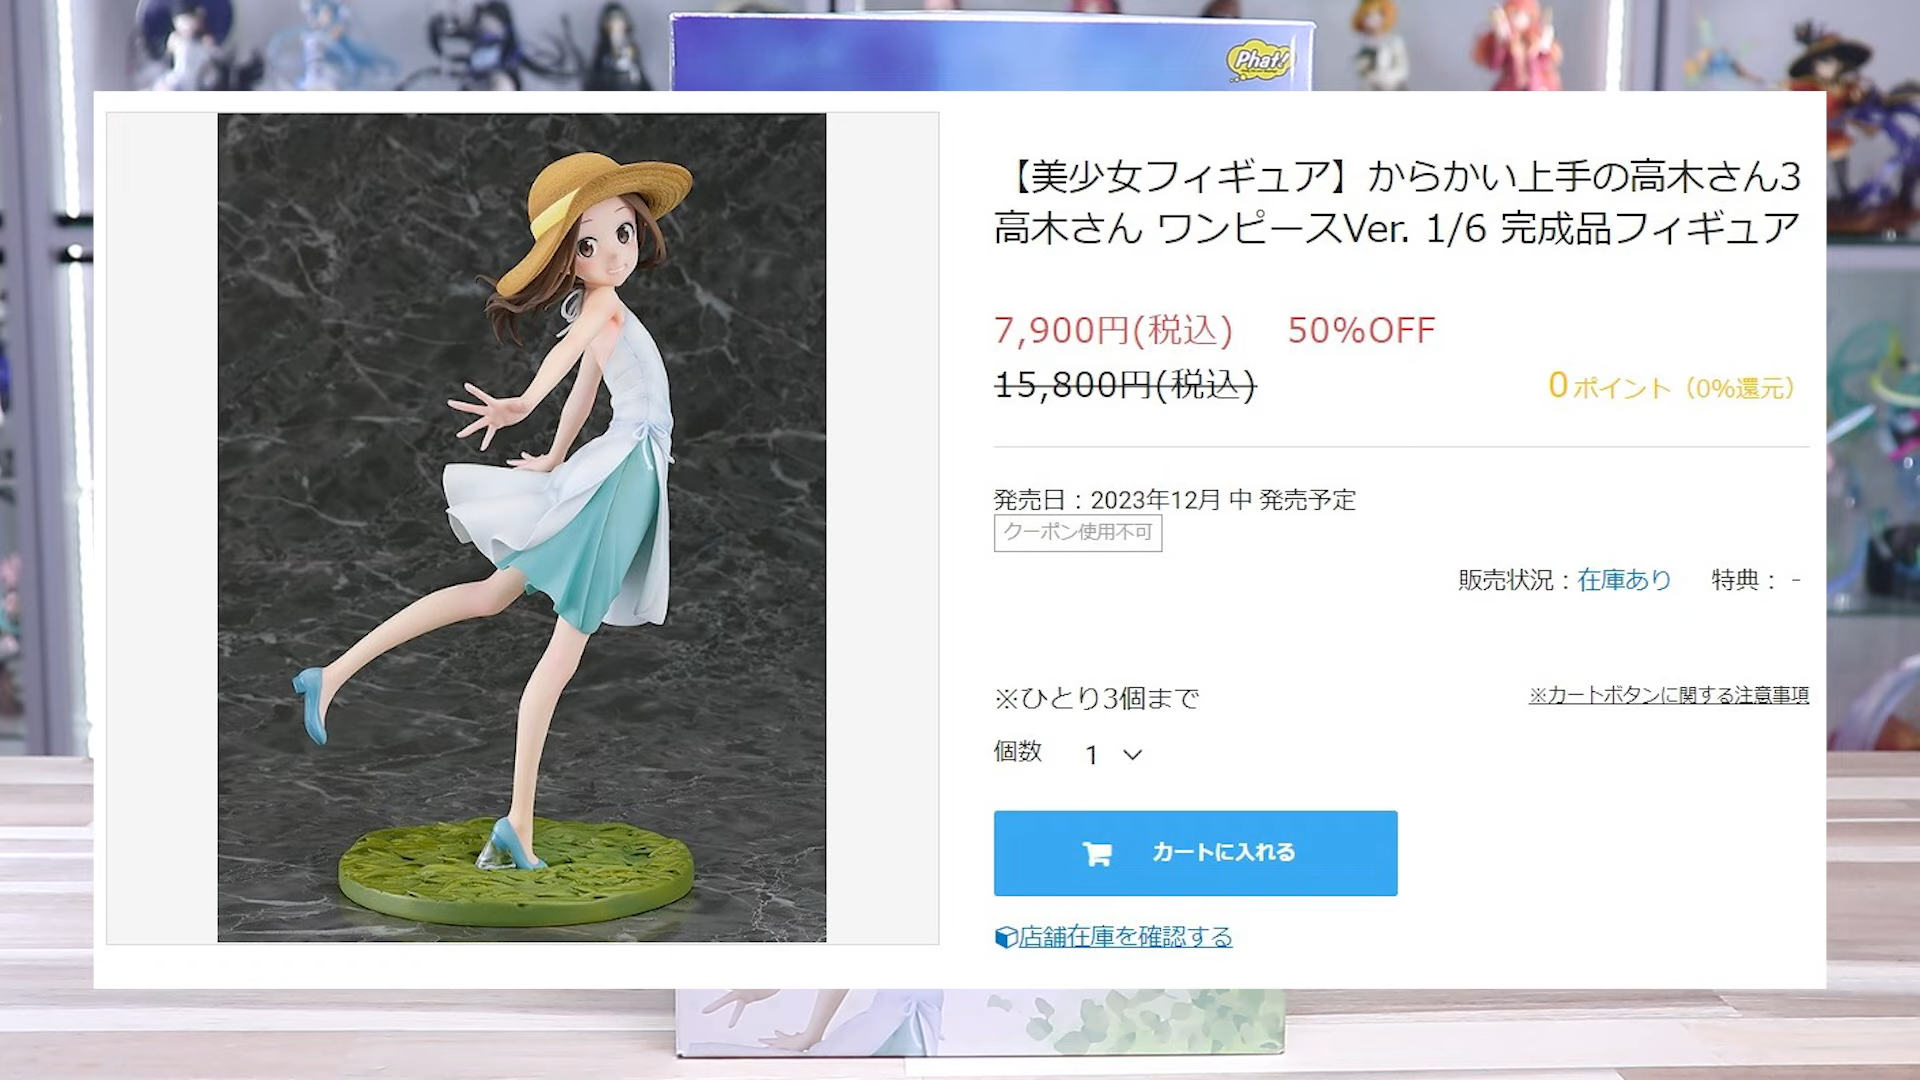 Phat!
【美少女フィギュア】からかい上手の高木さん3
高木さん ワンピースVer. 1/6 完成品フィギュア
7,900円(税込) 50%OFF
15,800円(税込)
0ポイント（0%還元）
発売日：2023年12月 中 発売予定
クーポン使用不可
販売状況：在庫あり 特典： -
※ひとり3個まで
※カートボタンに関する注意事項
個数 1
カートに入れる
店舗在庫を確認する